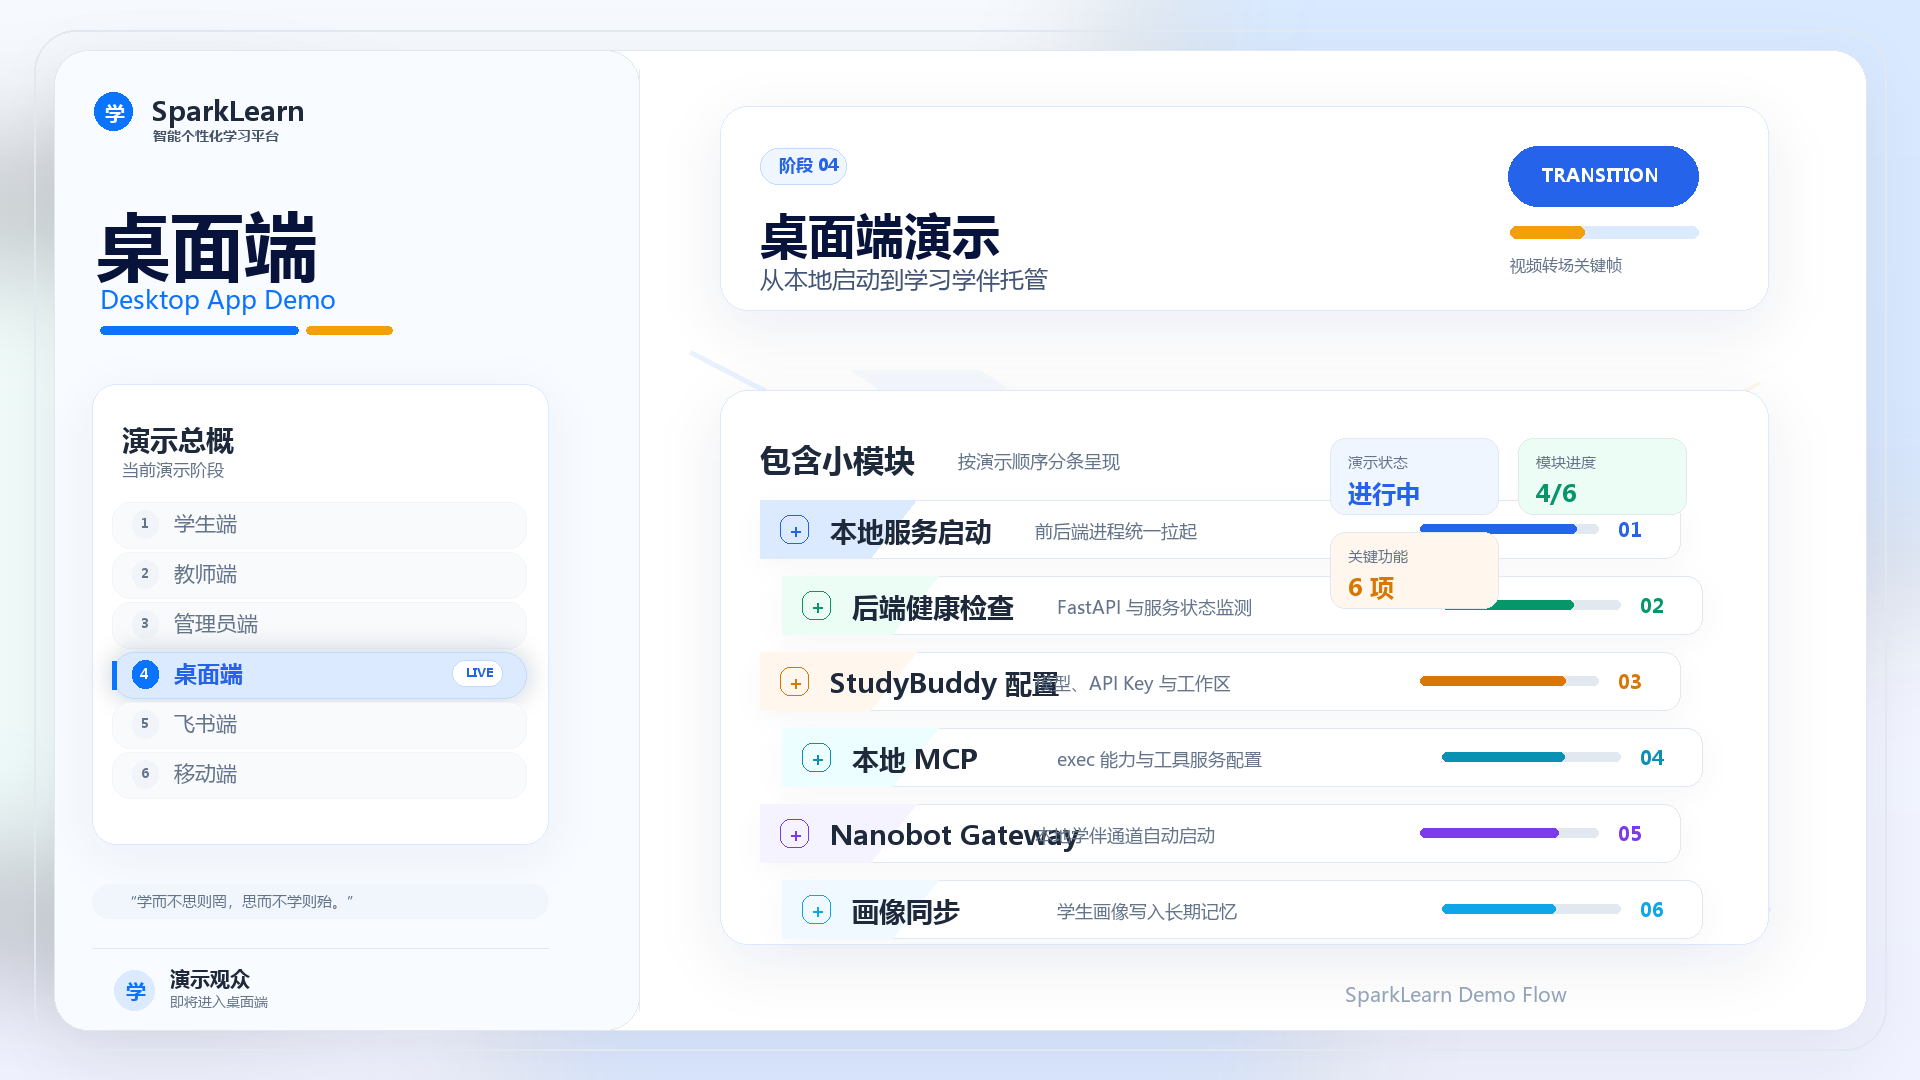 学
SparkLearn
智能个性化学习平台
桌面端
Desktop App Demo
演示总概
当前演示阶段
1 学生端
2 教师端
3 管理员端
4 桌面端 LIVE
5 飞书端
6 移动端
"学而不思则罔，思而不学则殆。"
学
演示观众
即将进入桌面端
阶段 04
桌面端演示
从本地启动到学习学伴托管
TRANSITION
视频转场关键帧
包含小模块 按演示顺序分条呈现
演示状态
进行中
模块进度
4/6
关键功能
6 项
本地服务启动 前后端进程统一拉起 01
后端健康检查 FastAPI 与服务状态监测 02
StudyBuddy 配置 型、API Key 与工作区 03
本地 MCP exec 能力与工具服务配置 04
Nanobot Gateway 学伴通道自动启动 05
画像同步 学生画像写入长期记忆 06
SparkLearn Demo Flow